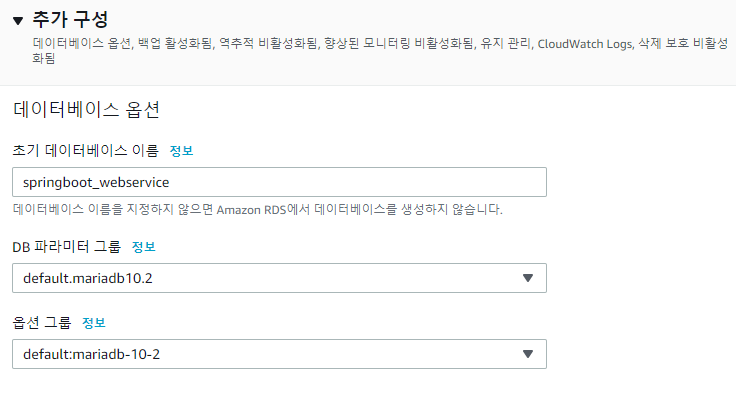 추가 구성
데이터베이스 옵션, 백업 활성화됨, 역추적 비활성화됨, 향상된 모니터링 비활성화됨, 유지 관리, CloudWatch Logs, 삭제 보호 비활성
화됨
데이터베이스 옵션
초기 데이터베이스 이름 정보
springboot_webservice
데이터베이스 이름을 지정하지 않으면 Amazon RDS에서 데이터베이스를 생성하지 않습니다.
DB 파라미터 그룹 정보
default.mariadb10.2
옵션 그룹 정보
default:mariadb-10-2